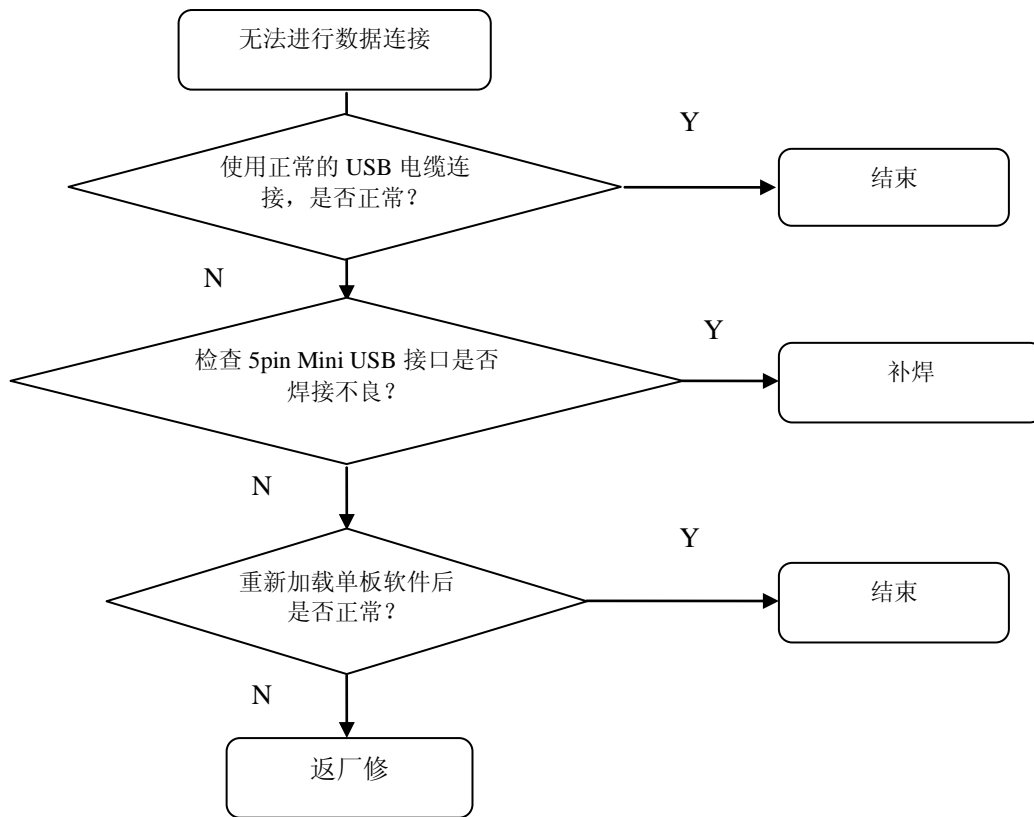 无法进行数据连接
Y
使用正常的 USB 电缆连
接，是否正常？
结束
N
Y
检查 5pin Mini USB 接口是否
焊接不良？
补焊
N
Y
重新加载单板软件后
是否正常？
结束
N
返厂修